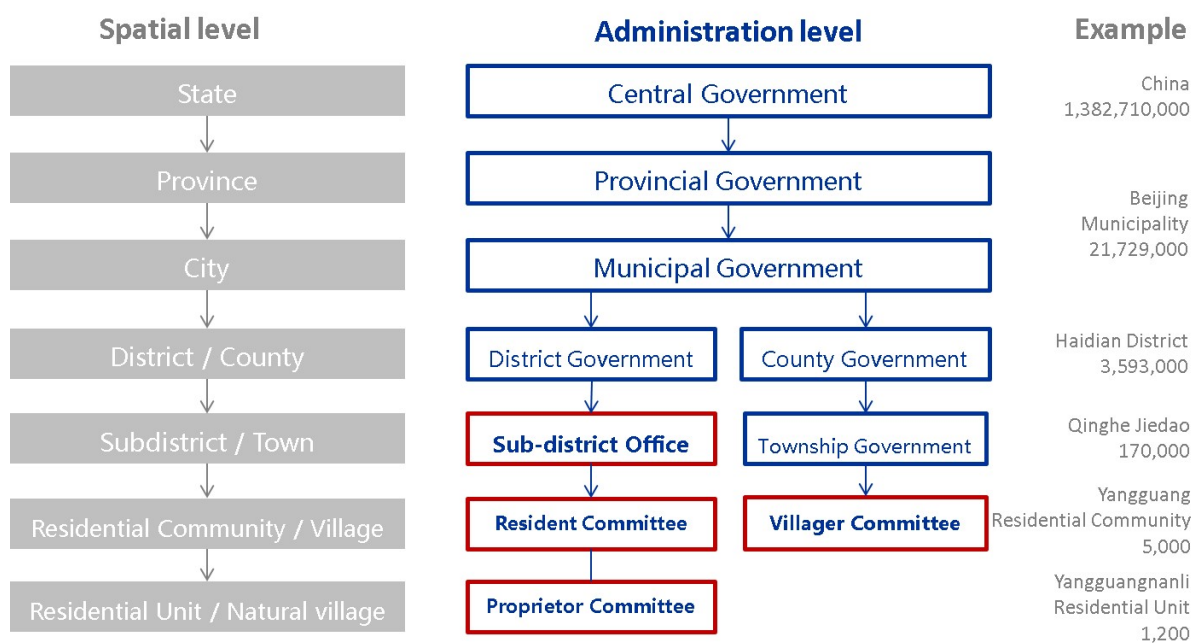 Spatial level
Administration level
Example
State
Central Government
China
1,382,710,000
Province
Provincial Government
Beijing
Municipality
21,729,000
City
Municipal Government
District / County
District Government
County Government
Haidian District
3,593,000
Subdistrict / Town
Sub-district Office
Township Government
Qinghe Jiedao
170,000
Residential Community / Village
Resident Committee
Villager Committee
Yangguang
Residential Community
5,000
Residential Unit / Natural village
Proprietor Committee
Yangguangnanli
Residential Unit
1,200